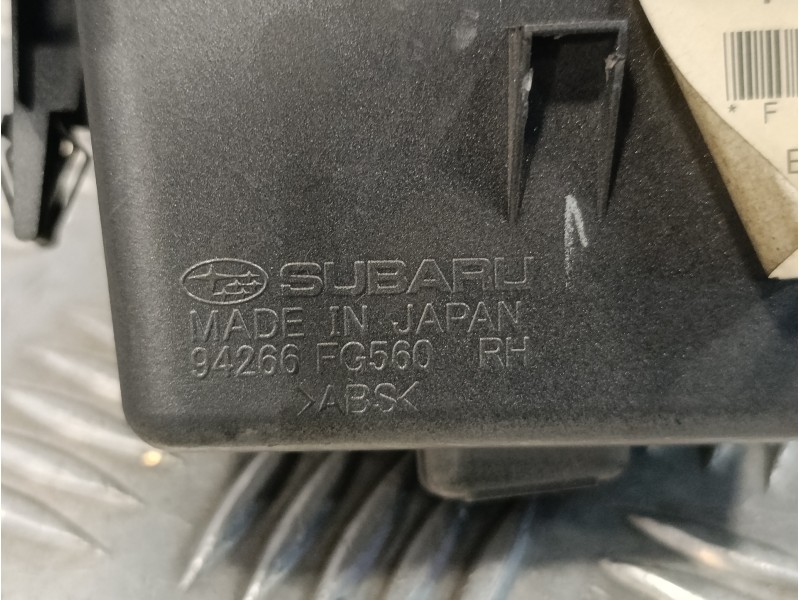 * F
E
SUBARU
MADE IN JAPAN
94266 FG560 RH
>ABS<